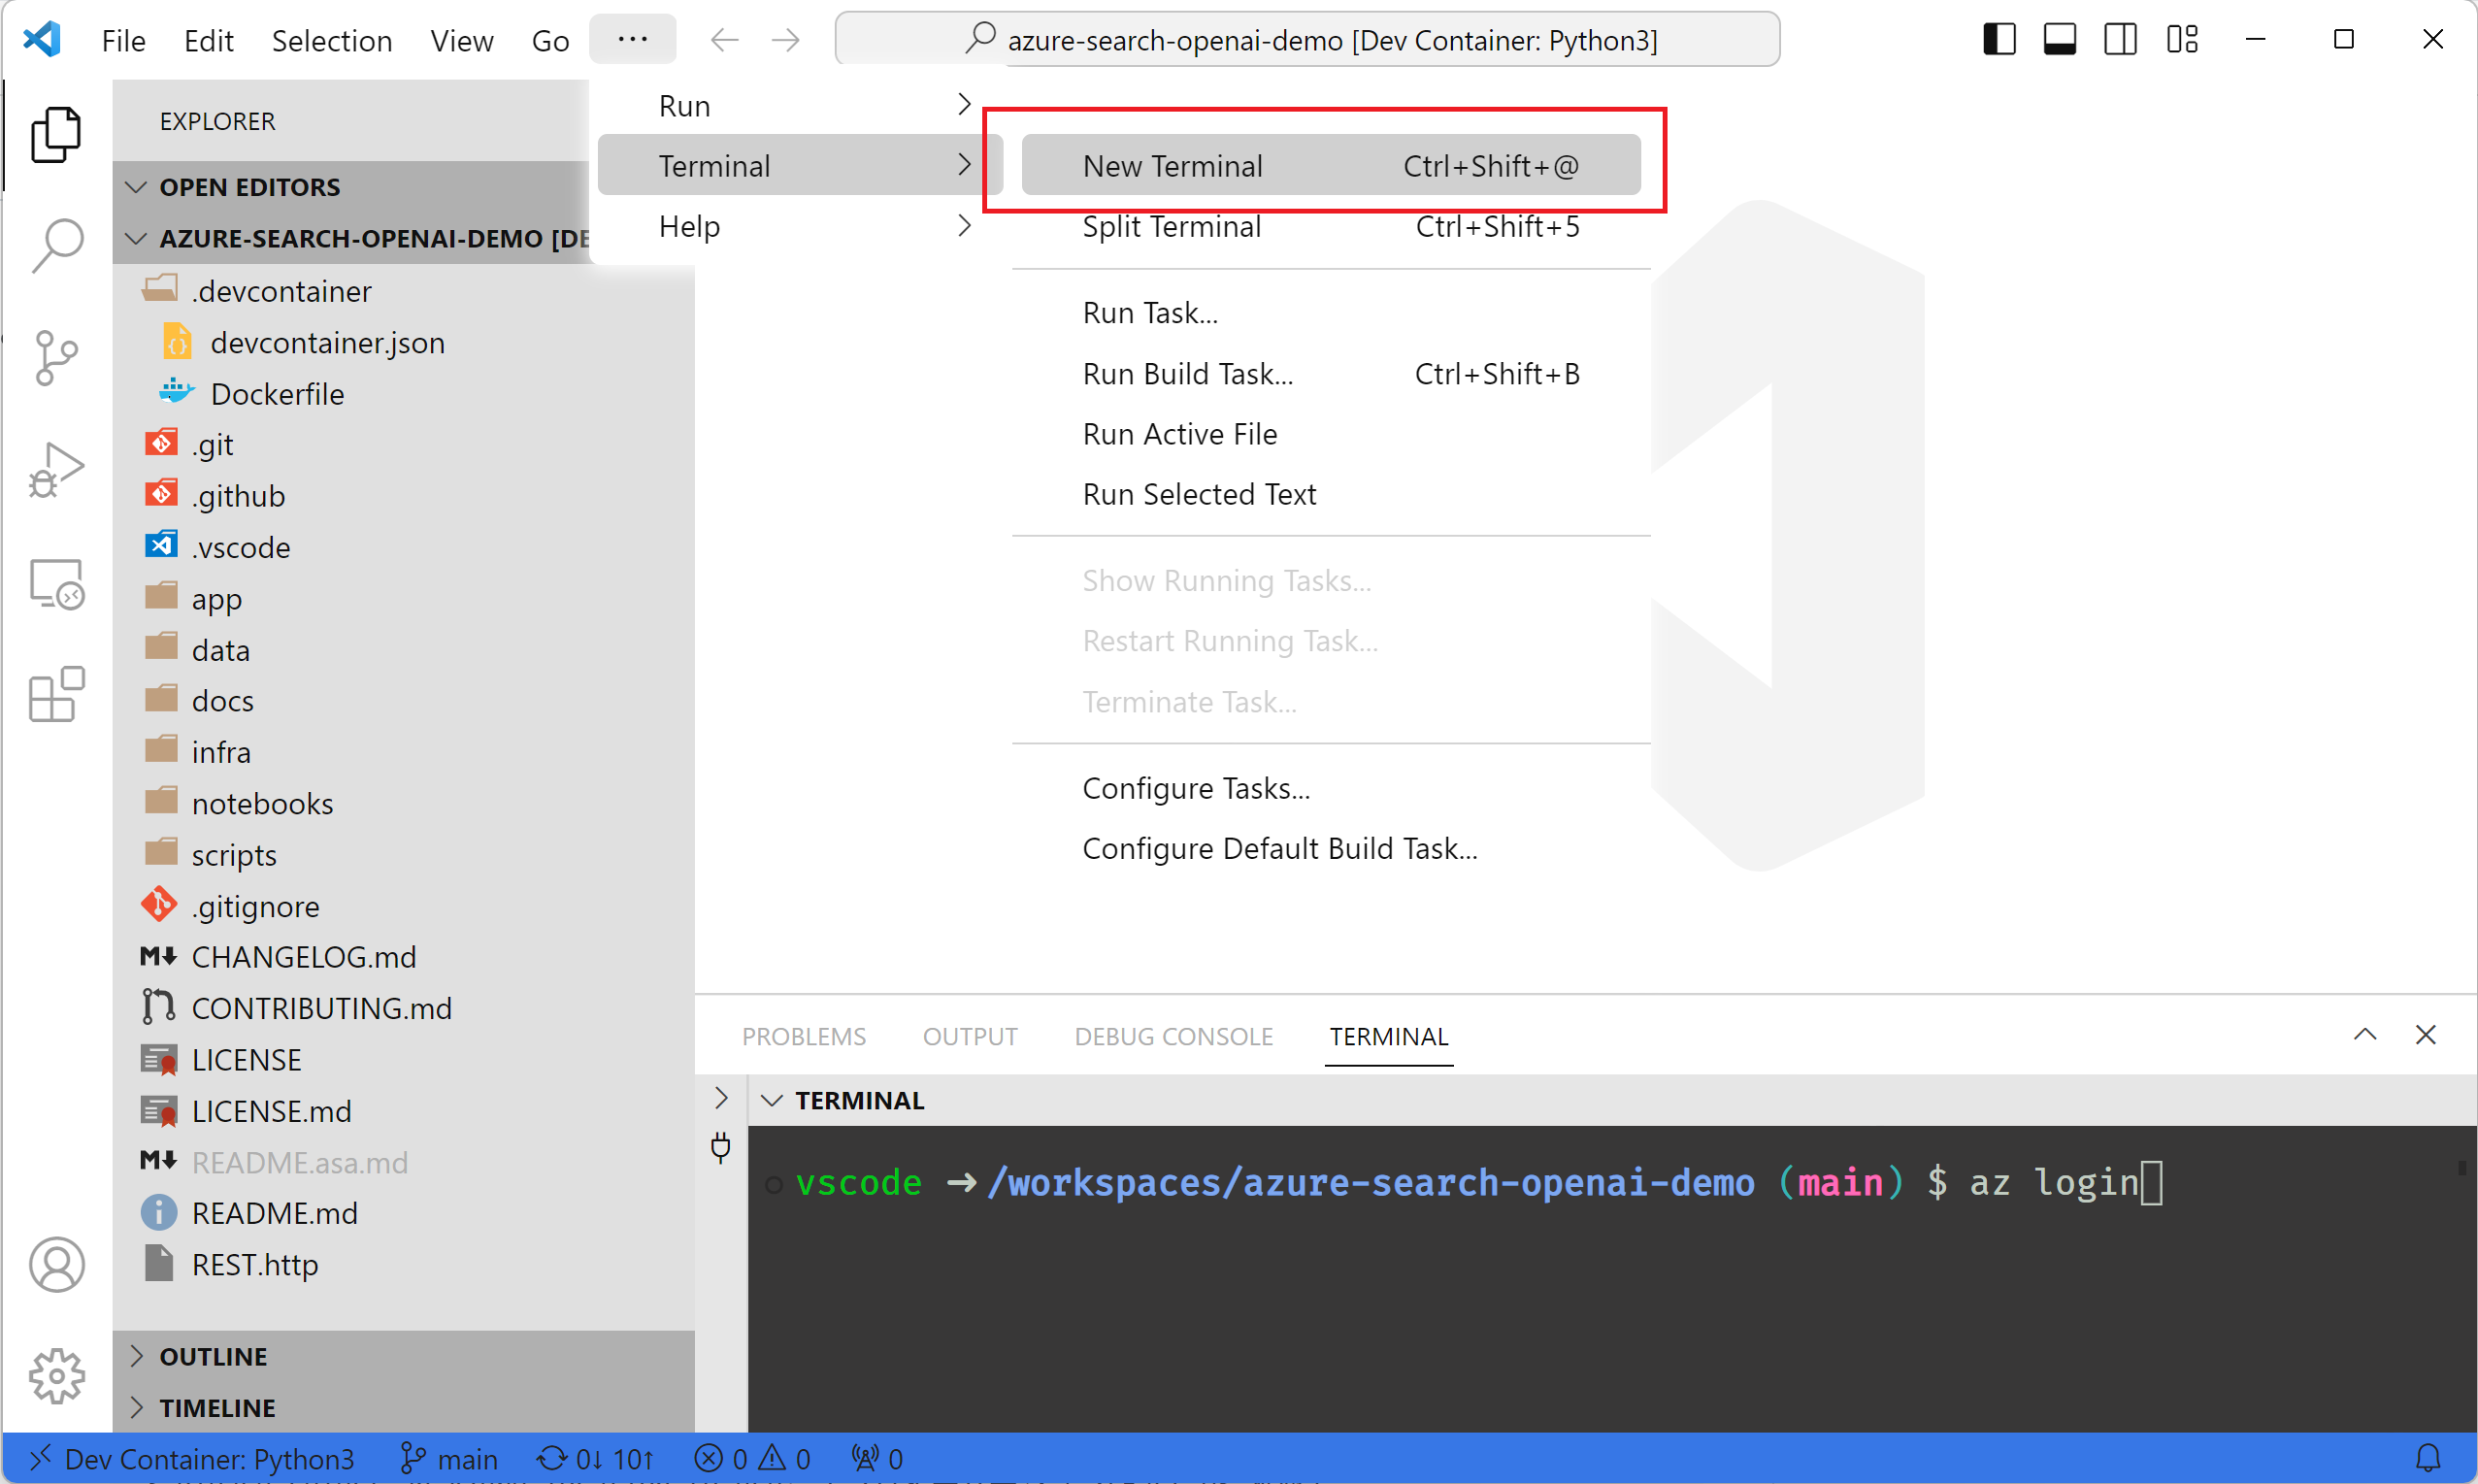 File Edit Selection View Go ... azure-search-openai-demo [Dev Container: Python3]
EXPLORER
OPEN EDITORS
AZURE-SEARCH-OPENAI-DEMO [DE
.devcontainer
devcontainer.json
Dockerfile
.git
.github
.vscode
app
data
docs
infra
notebooks
scripts
.gitignore
CHANGELOG.md
CONTRIBUTING.md
LICENSE
LICENSE.md
README.asa.md
README.md
REST.http
OUTLINE
TIMELINE
Run
Terminal
Help
New Terminal Ctrl+Shift+@
Split Terminal Ctrl+Shift+5
Run Task...
Run Build Task... Ctrl+Shift+B
Run Active File
Run Selected Text
Show Running Tasks...
Restart Running Task...
Terminate Task...
Configure Tasks...
Configure Default Build Task...
PROBLEMS OUTPUT DEBUG CONSOLE TERMINAL
TERMINAL
vscode → /workspaces/azure-search-openai-demo (main) $ az login
Dev Container: Python3 main 0↓ 10↑ 0 0 0